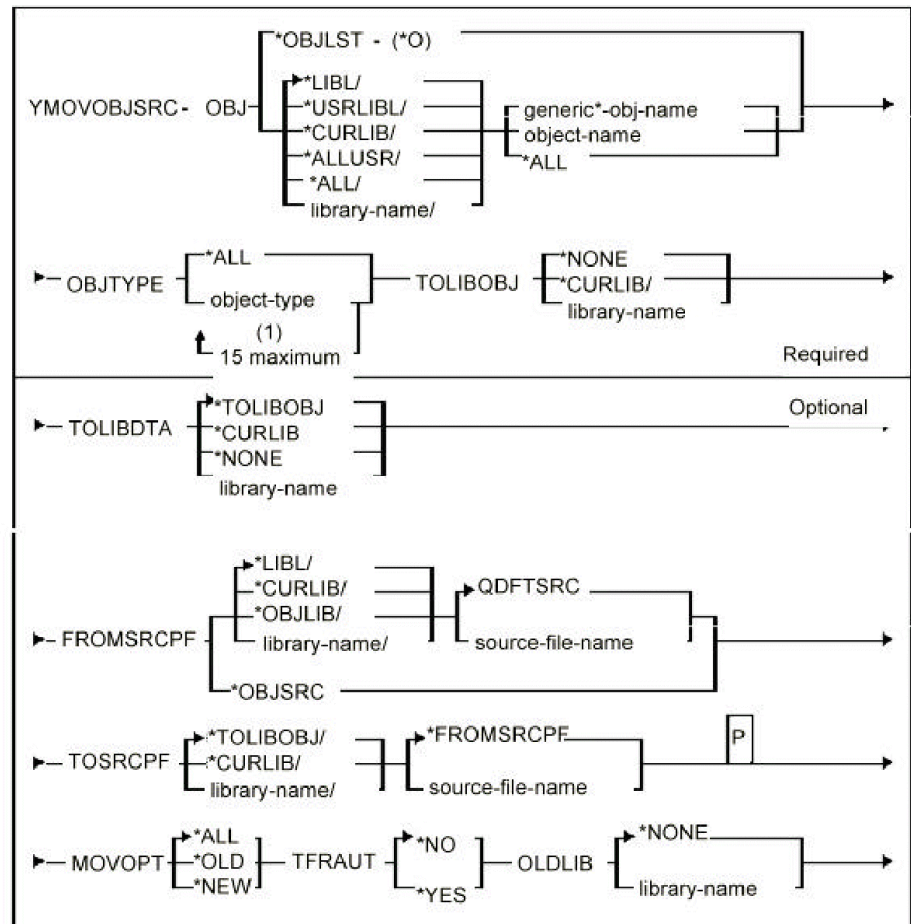 *OBJLST - (*O)
YMOVOBJSRC - OBJ
*LIBL/
*USRLIBL/
*CURLIB/
*ALLUSR/
*ALL/
library-name/
generic*-obj-name
object-name
*ALL
OBJTYPE
*ALL
object-type
(1)
15 maximum
TOLIBOBJ
*NONE
*CURLIB/
library-name
Required
TOLIBDTA
*TOLIBOBJ
*CURLIB
*NONE
library-name
Optional
FROMSRCPF
*LIBL/
*CURLIB/
*OBJLIB/
library-name/
QDFTSRC
source-file-name
*OBJSRC
TOSRCPF
*TOLIBOBJ/
*CURLIB/
library-name/
*FROMSRCPF
source-file-name
P
MOVOPT
*ALL
*OLD
*NEW
TFRAUT
*NO
*YES
OLDLIB
*NONE
library-name